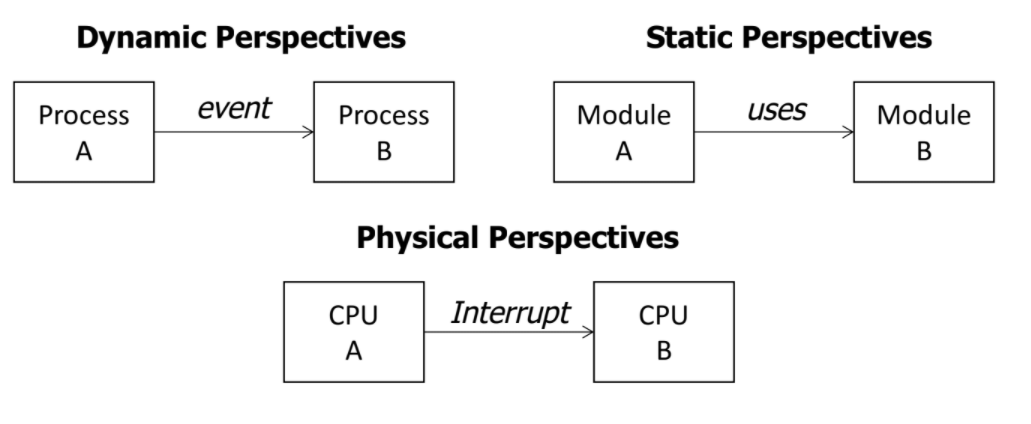 Dynamic Perspectives
Static Perspectives
Process
A
event
Process
B
Module
A
uses
Module
B
Physical Perspectives
CPU
A
Interrupt
CPU
B